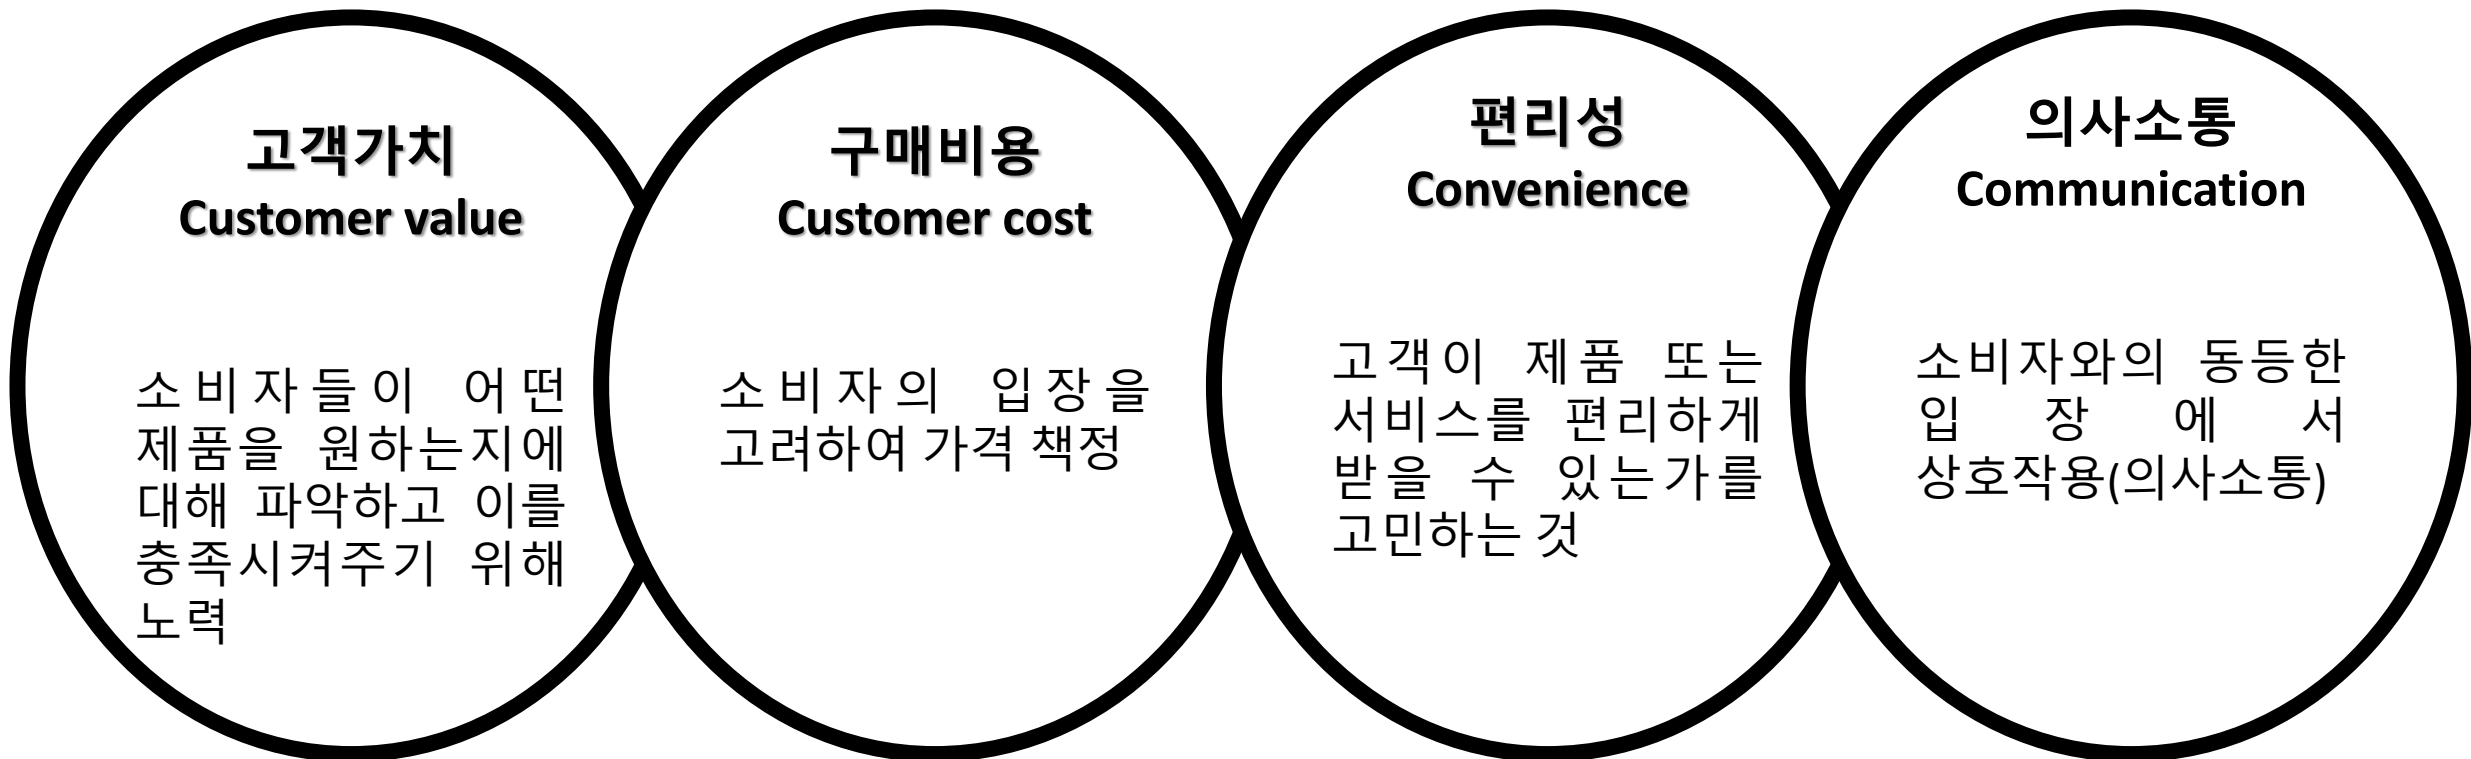 고객가치
Customer value
소비자들이 어떤
제품을 원하는지에
대해 파악하고 이를
충족시켜주기 위해
노력
구매비용
Customer cost
소비자의 입장을
고려하여 가격 책정
편리성
Convenience
고객이 제품 또는
서비스를 편리하게
받을 수 있는가를
고민하는 것
의사소통
Communication
소비자와의 동등한
입장에서
상호작용(의사소통)